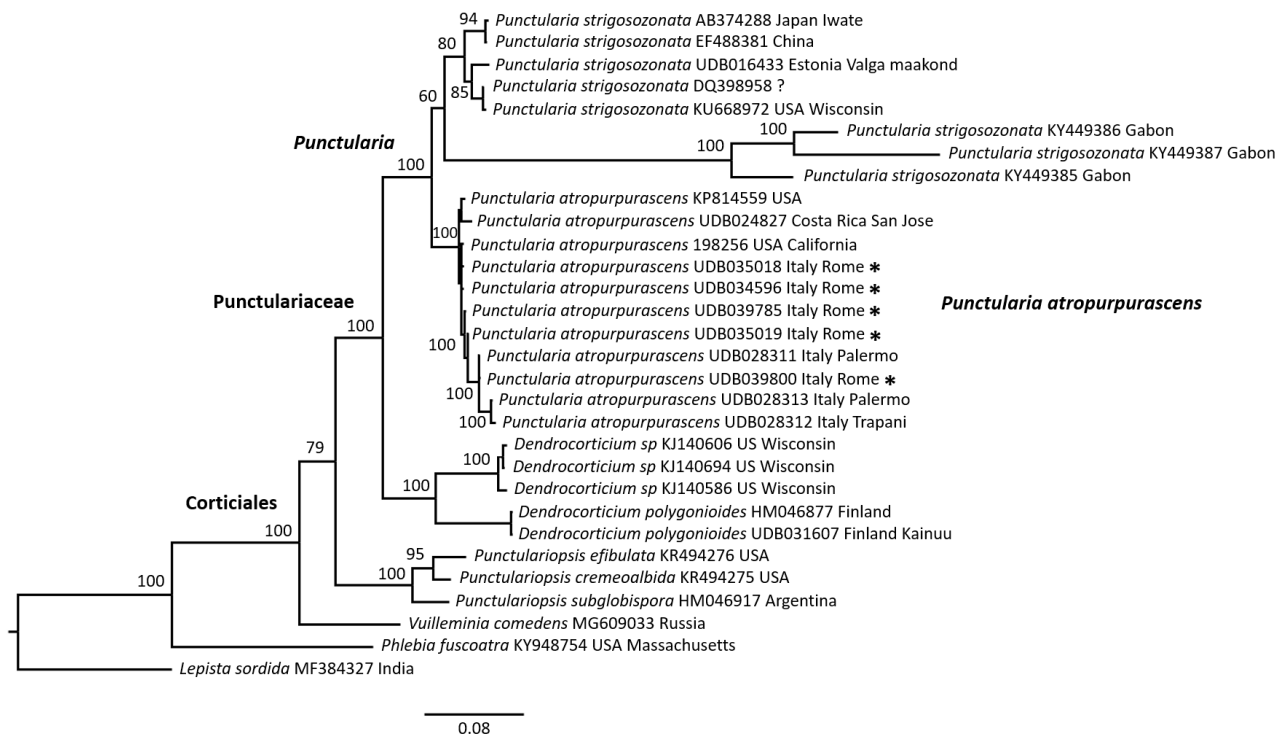 94 Punctularia strigosozonata AB374288 Japan Iwate
80 Punctularia strigosozonata EF488381 China
Punctularia strigosozonata UDB016433 Estonia Valga maakond
85 Punctularia strigosozonata DQ398958 ?
60
Punctularia strigosozonata KU668972 USA Wisconsin
100 Punctularia strigosozonata KY449386 Gabon
Punctularia
100 Punctularia strigosozonata KY449387 Gabon
100
Punctularia strigosozonata KY449385 Gabon
Punctularia atropurpurascens KP814559 USA
Punctularia atropurpurascens UDB024827 Costa Rica San Jose
100 Punctularia atropurpurascens 198256 USA California
Punctularia atropurpurascens UDB035018 Italy Rome *
Punctularia atropurpurascens UDB034596 Italy Rome *
Punctulariaceae
Punctularia atropurpurascens
Punctularia atropurpurascens UDB039785 Italy Rome *
100
Punctularia atropurpurascens UDB035019 Italy Rome *
100
Punctularia atropurpurascens UDB028311 Italy Palermo
Punctularia atropurpurascens UDB039800 Italy Rome *
100
Punctularia atropurpurascens UDB028313 Italy Palermo
100 Punctularia atropurpurascens UDB028312 Italy Trapani
79
Dendrocorticium sp KJ140606 US Wisconsin
100 Dendrocorticium sp KJ140694 US Wisconsin
100
Dendrocorticium sp KJ140586 US Wisconsin
Corticiales
Dendrocorticium polygonioides HM046877 Finland
100
Dendrocorticium polygonioides UDB031607 Finland Kainuu
95 Punctulariopsis efibulata KR494276 USA
100 100
Punctulariopsis cremeoalbida KR494275 USA
Punctulariopsis subglobispora HM046917 Argentina
Vuilleminia comedens MG609033 Russia
Phlebia fuscoatra KY948754 USA Massachusetts
Lepista sordida MF384327 India
0.08